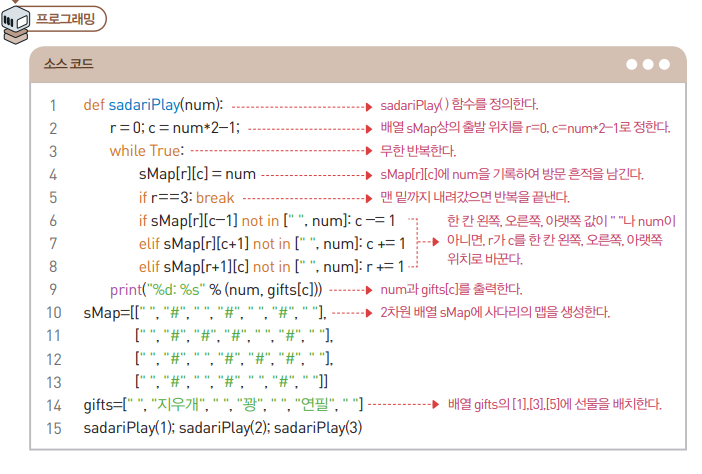 프로그래밍
소스 코드
1 def sadariPlay(num): sadariPlay( ) 함수를 정의한다.
2 r = 0; c = num*2-1; 배열 sMap상의 출발 위치를 r=0, c=num*2-1로 정한다.
3 while True: 무한 반복한다.
4 sMap[r][c] = num sMap[r][c]에 num을 기록하여 방문 흔적을 남긴다.
5 if r==3: break 맨 밑까지 내려갔으면 반복을 끝낸다.
6 if sMap[r][c-1] not in [" ", num]: c -= 1 한 칸 왼쪽, 오른쪽, 아랫쪽 값이 " "나 num이
7 elif sMap[r][c+1] not in [" ", num]: c += 1 아니면, r가 c를 한 칸 왼쪽, 오른쪽, 아랫쪽
8 elif sMap[r+1][c] not in [" ", num]: r += 1 위치로 바꾼다.
9 print("%d: %s" % (num, gifts[c])) num과 gifts[c]를 출력한다.
10 sMap=[[" ", "#", " ", "#", " ", "#", " "], 2차원 배열 sMap에 사다리의 맵을 생성한다.
11 [" ", "#", "#", "#", " ", "#", " "],
12 [" ", "#", " ", "#", "#", "#", " "],
13 [" ", "#", " ", "#", " ", "#", " "]]
14 gifts=[" ", "지우개", " ", "꽝", " ", "연필", " "] 배열 gifts의 [1],[3],[5]에 선물을 배치한다.
15 sadariPlay(1); sadariPlay(2); sadariPlay(3)